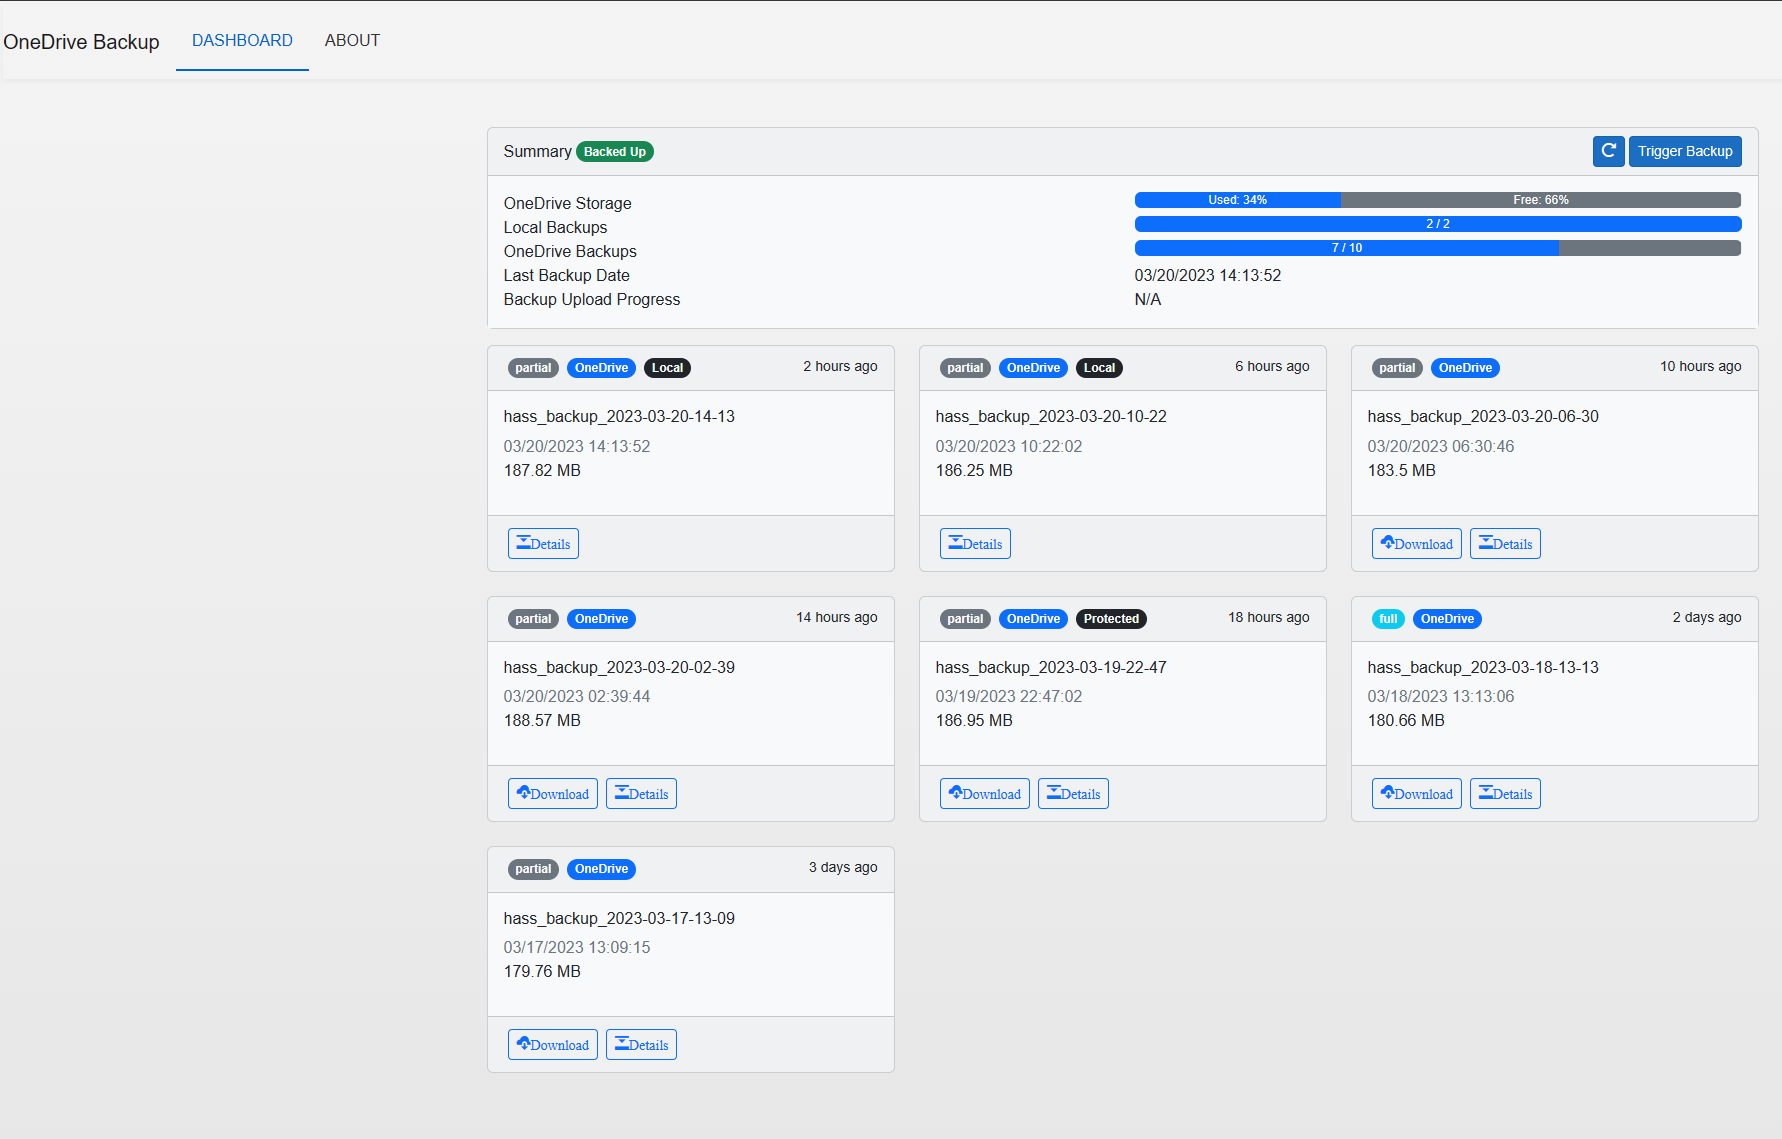 OneDrive Backup DASHBOARD ABOUT
Summary Backed Up Trigger Backup
OneDrive Storage Used: 34% Free: 66%
Local Backups 2 / 2
OneDrive Backups 7 / 10
Last Backup Date 03/20/2023 14:13:52
Backup Upload Progress N/A
partial OneDrive Local 2 hours ago
hass_backup_2023-03-20-14-13
03/20/2023 14:13:52
187.82 MB
Details
partial OneDrive Local 6 hours ago
hass_backup_2023-03-20-10-22
03/20/2023 10:22:02
186.25 MB
Details
partial OneDrive 10 hours ago
hass_backup_2023-03-20-06-30
03/20/2023 06:30:46
183.5 MB
Download Details
partial OneDrive 14 hours ago
hass_backup_2023-03-20-02-39
03/20/2023 02:39:44
188.57 MB
Download Details
partial OneDrive Protected 18 hours ago
hass_backup_2023-03-19-22-47
03/19/2023 22:47:02
186.95 MB
Download Details
full OneDrive 2 days ago
hass_backup_2023-03-18-13-13
03/18/2023 13:13:06
180.66 MB
Download Details
partial OneDrive 3 days ago
hass_backup_2023-03-17-13-09
03/17/2023 13:09:15
179.76 MB
Download Details